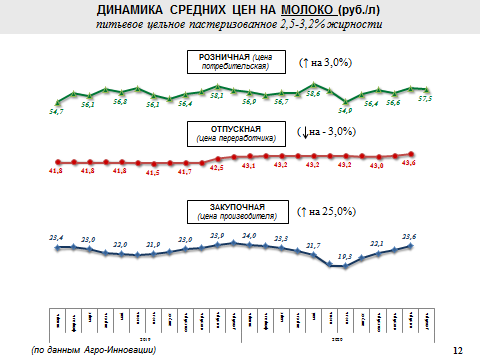 ДИНАМИКА СРЕДНИХ ЦЕН НА МОЛОКО (руб./л)
питьевое цельное пастеризованное 2,5-3,2% жирности
РОЗНИЧНАЯ (цена
потребительская)
(↑ на 3,0%)
54,7 56,1 56,8 56,1 56,4 58,1 56,9 56,7 58,6 54,9 56,4 56,6 57,5
ОТПУСКНАЯ
(цена переработчика)
(↓на - 3,0%)
41,8 41,8 41,8 41,5 41,7 42,5 43,1 43,2 43,2 43,2 43,0 43,6
ЗАКУПОЧНАЯ
(цена производителя)
(↑ на 25,0%)
23,4 23,0 22,0 21,9 23,0 23,9 24,0 23,3 21,7 19,3 22,1 23,6
(по данным Агро-Инновации)
12